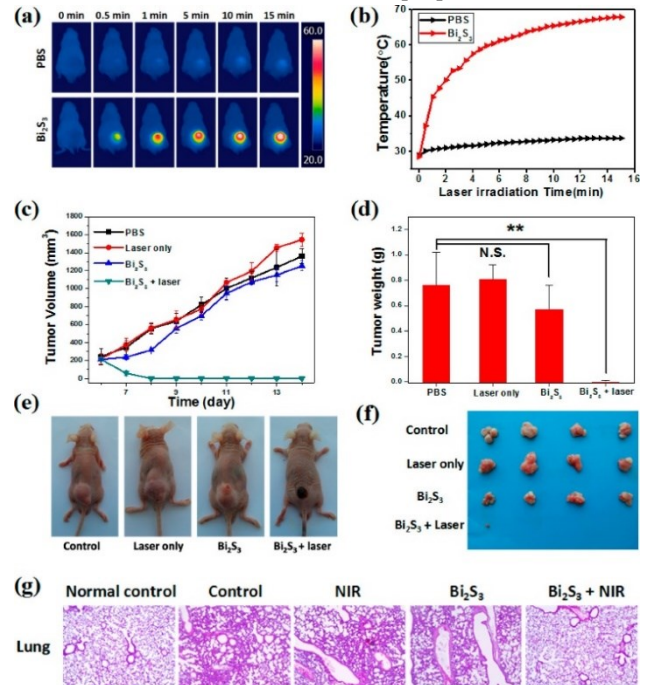 (a)
0 min 0.5 min 1 min 5 min 10 min 15 min
PBS
Bi₂S₃
60.0
20.0
(b)
PBS
Bi₂S₃
Temperature(°C)
70
60
50
40
30
0 2 4 6 8 10 12 14 16
Laser irradiation Time(min)
(c)
PBS
Laser only
Bi₂S₃
Bi₂S₃ + laser
Tumor Volume (mm³)
1800
1600
1400
1200
1000
800
600
400
200
0
7 9 11 13
Time (day)
(d)
**
N.S.
Tumor weight (g)
1.2
1.0
0.8
0.6
0.4
0.2
0.0
PBS Laser only Bi₂S₃ Bi₂S₃ + laser
(e)
Control Laser only Bi₂S₃ Bi₂S₃ + laser
(f)
Control
Laser only
Bi₂S₃
Bi₂S₃ + Laser
(g)
Normal control Control NIR Bi₂S₃ Bi₂S₃ + NIR
Lung